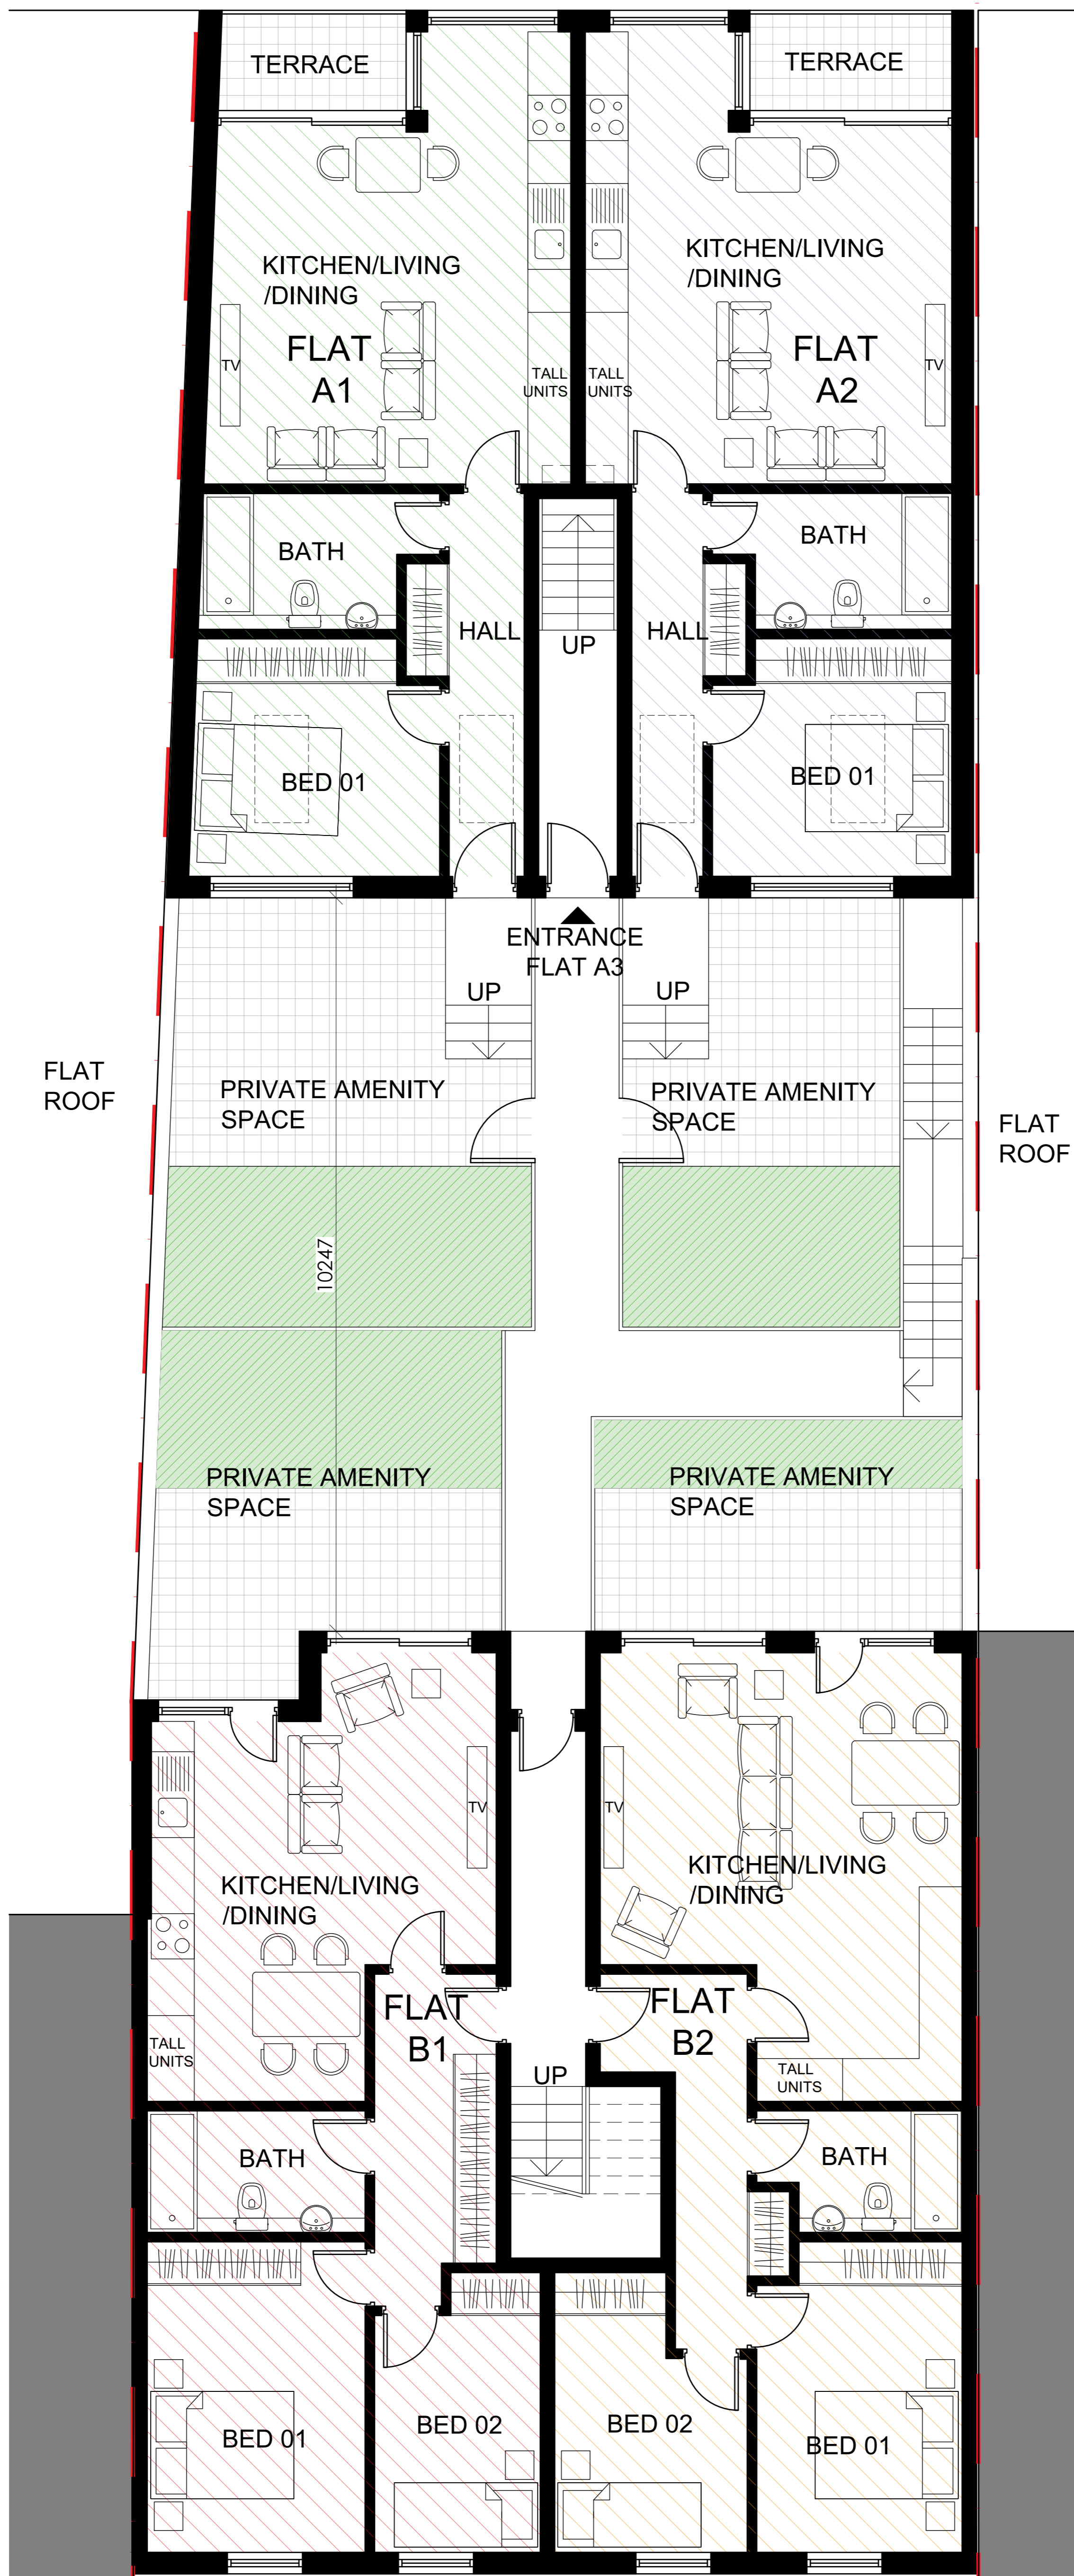 TERRACE
TERRACE
KITCHEN/LIVING
/DINING
KITCHEN/LIVING
/DINING
FLAT
A1
FLAT
A2
TV
TALL
UNITS
TALL
UNITS
TV
BATH
BATH
HALL
UP
HALL
BED 01
BED 01
ENTRANCE
FLAT A3
UP
UP
FLAT
ROOF
PRIVATE AMENITY
SPACE
PRIVATE AMENITY
SPACE
FLAT
ROOF
10247
PRIVATE AMENITY
SPACE
PRIVATE AMENITY
SPACE
TV
TV
KITCHEN/LIVING
/DINING
KITCHEN/LIVING
/DINING
FLAT
B1
FLAT
B2
TALL
UNITS
UP
TALL
UNITS
BATH
BATH
BED 01
BED 02
BED 02
BED 01